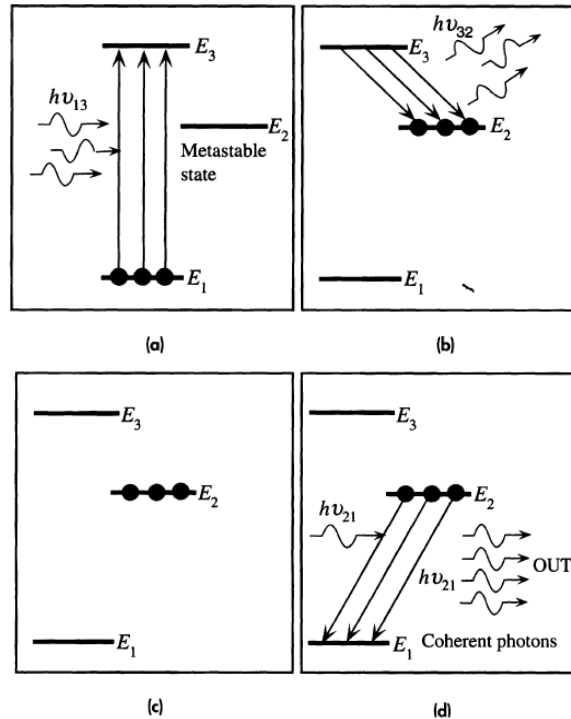 E₃
hυ₁₃
E₂
Metastable
state
E₁
(a)
hυ₃₂
E₃
E₂
E₁
(b)
E₃
E₂
E₁
(c)
E₃
E₂
hυ₂₁
hυ₂₁
OUT
E₁
Coherent photons
(d)